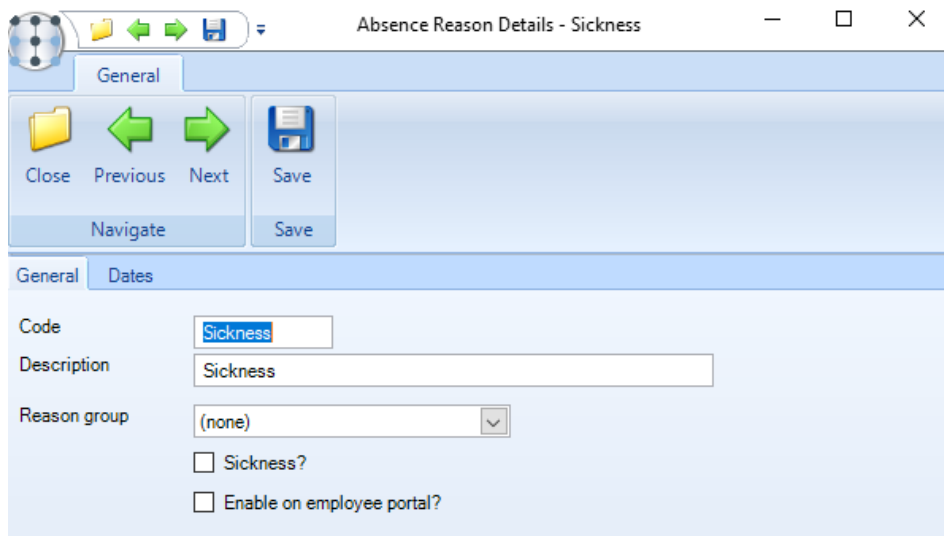 Absence Reason Details - Sickness
General
Close Previous Next Save
Navigate Save
General Dates
Code Sickness
Description Sickness
Reason group (none)
Sickness?
Enable on employee portal?